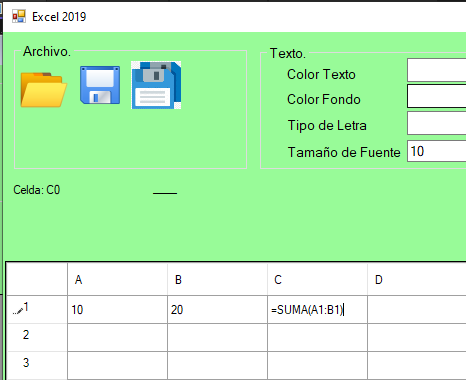 Excel 2019
Archivo.
Texto.
Color Texto
Color Fondo
Tipo de Letra
Tamaño de Fuente 10
Celda: C0
A B C D
1 10 20 =SUMA(A1:B1)
2
3